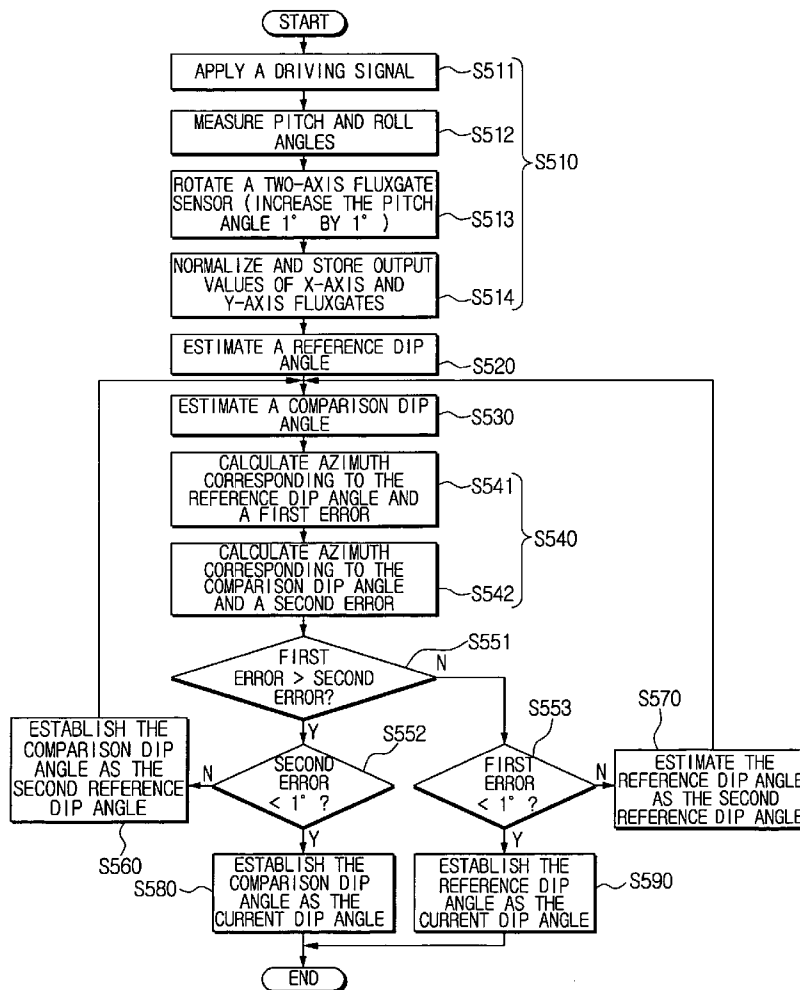 START
APPLY A DRIVING SIGNAL
S511
MEASURE PITCH AND ROLL
ANGLES
S512
S510
ROTATE A TWO-AXIS FLUXGATE
SENSOR (INCREASE THE PITCH
ANGLE 1° BY 1° )
S513
NORMALIZE AND STORE OUTPUT
VALUES OF X-AXIS AND
Y-AXIS FLUXGATES
S514
ESTIMATE A REFERENCE DIP
ANGLE
S520
ESTIMATE A COMPARISON DIP
ANGLE
S530
CALCULATE AZIMUTH
CORRESPONDING TO THE
REFERENCE DIP ANGLE AND
A FIRST ERROR
S541
S540
CALCULATE AZIMUTH
CORRESPONDING TO THE
COMPARISON DIP ANGLE
AND A SECOND ERROR
S542
FIRST
ERROR > SECOND
ERROR?
S551
N
Y
ESTABLISH THE
COMPARISON DIP
ANGLE AS THE
SECOND REFERENCE
DIP ANGLE
S560
N
SECOND
ERROR
< 1° ?
S552
Y
FIRST
ERROR
< 1° ?
S553
N
Y
S570
ESTIMATE THE
REFERENCE DIP ANGLE
AS THE SECOND
REFERENCE DIP ANGLE
S580
ESTABLISH THE
COMPARISON DIP
ANGLE AS THE
CURRENT DIP ANGLE
ESTABLISH THE
REFERENCE DIP
ANGLE AS THE
CURRENT DIP ANGLE
S590
END